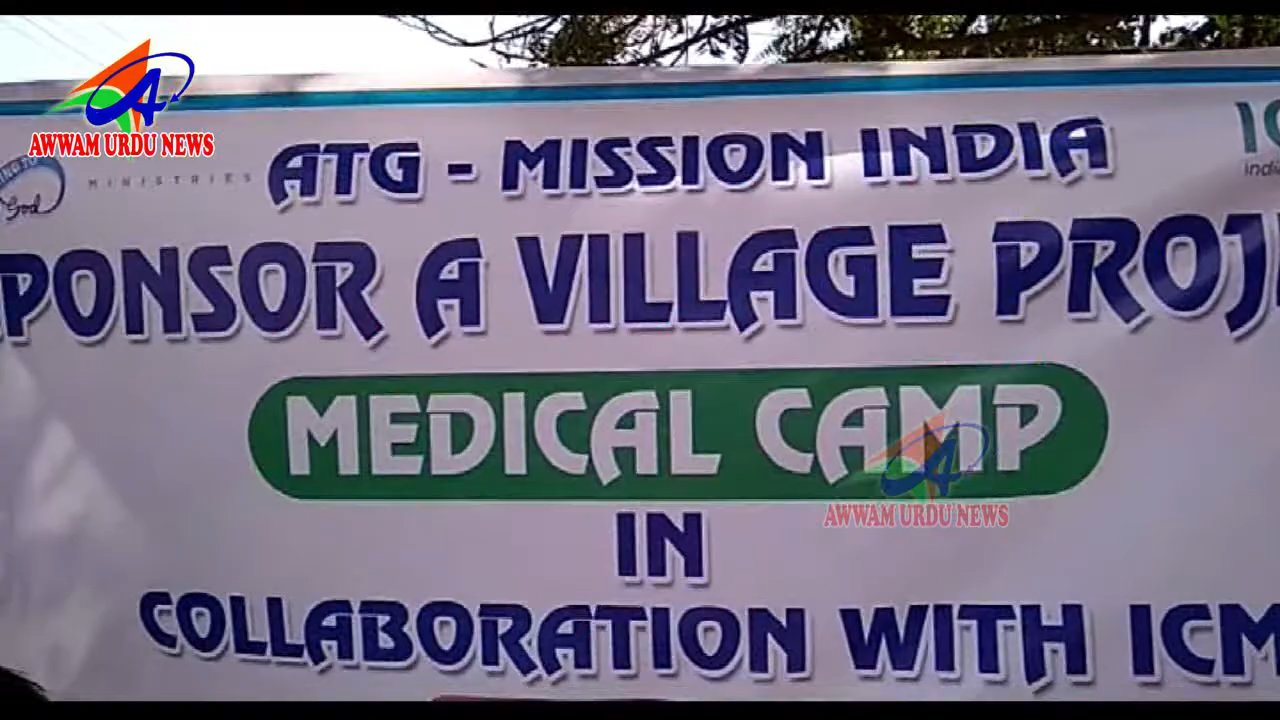 AWWAM URDU NEWS
God
MINISTRIES
ATG - MISSION INDIA
PONSOR A VILLAGE PROJ
MEDICAL CAMP
AWWAM URDU NEWS
IN
COLLABORATION WITH ICM